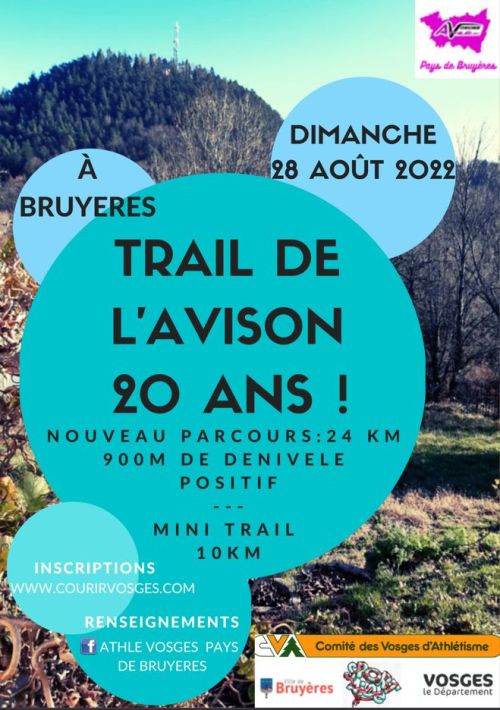 Pays de Bruyères
DIMANCHE
28 AOÛT 2022
À
BRUYERES
TRAIL DE
L'AVISON
20 ANS !
NOUVEAU PARCOURS:24 KM
900M DE DENIVELE
POSITIF
---
MINI TRAIL
10KM
INSCRIPTIONS
WWW.COURIRVOSGES.COM
RENSEIGNEMENTS
f ATHLE VOSGES PAYS
DE BRUYERES
CVA Comité des Vosges d'Athlétisme
Ville de
Bruyères
VOSGES
le Département